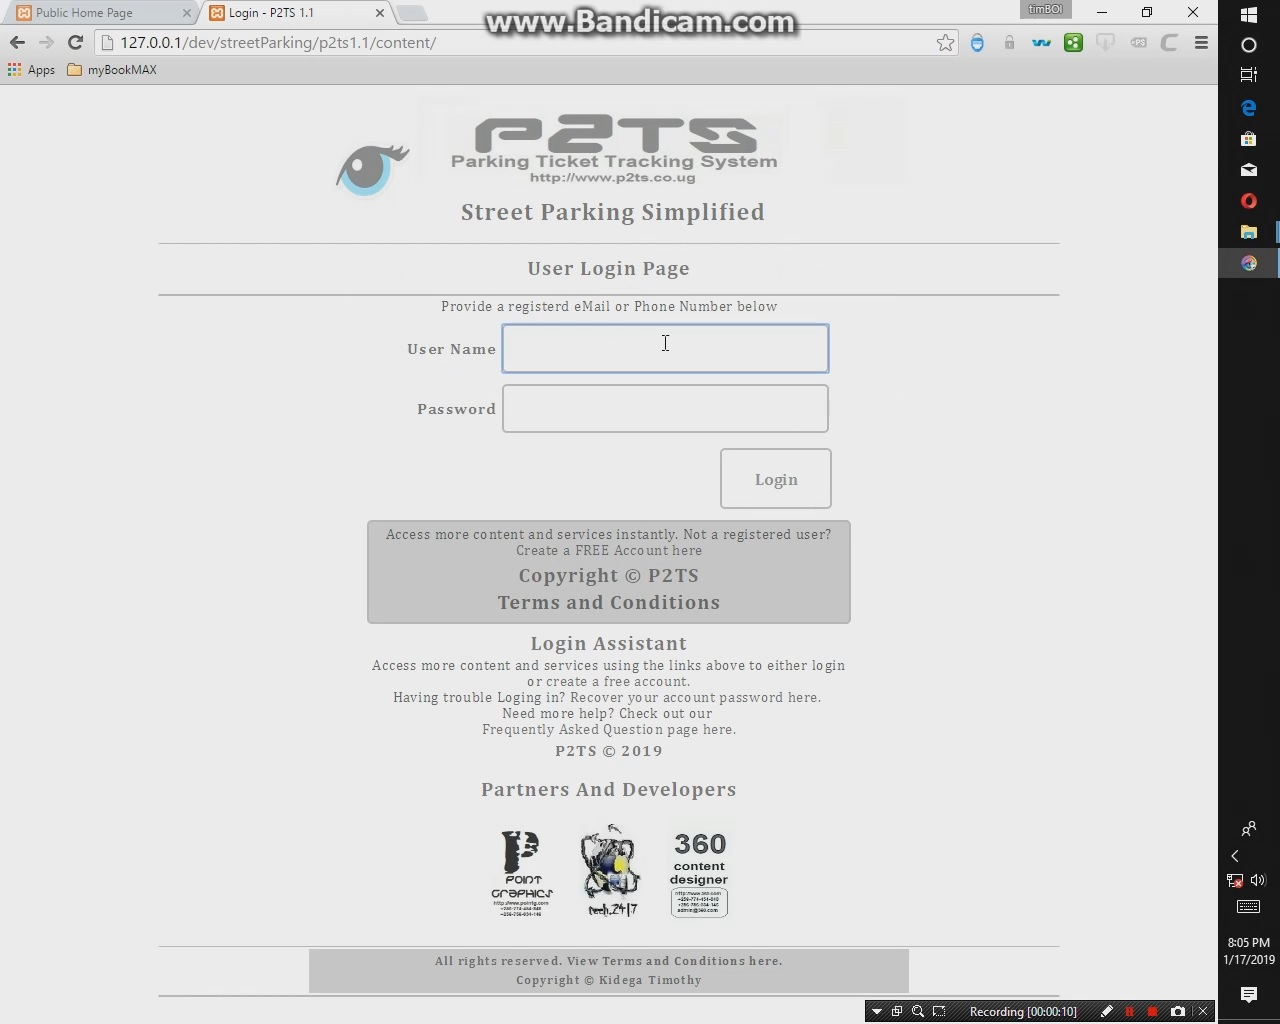 Public Home Page
Login - P2TS 1.1
www.Bandicam.com
timBOI
127.0.0.1/dev/streetParking/p2ts1.1/content/
Apps
myBookMAX
P2TS
Parking Ticket Tracking System
http://www.p2ts.co.ug
Street Parking Simplified
User Login Page
Provide a registerd eMail or Phone Number below
User Name
Password
Login
Access more content and services instantly. Not a registered user?
Create a FREE Account here
Copyright © P2TS
Terms and Conditions
Login Assistant
Access more content and services using the links above to either login
or create a free account.
Having trouble Loging in? Recover your account password here.
Need more help? Check out our
Frequently Asked Question page here.
P2TS © 2019
Partners And Developers
P
POINT
GRAPHICS
tech.24|7
360
content
designer
All rights reserved. View Terms and Conditions here.
Copyright © Kidega Timothy
8:05 PM
1/17/2019
Recording [00:00:10]